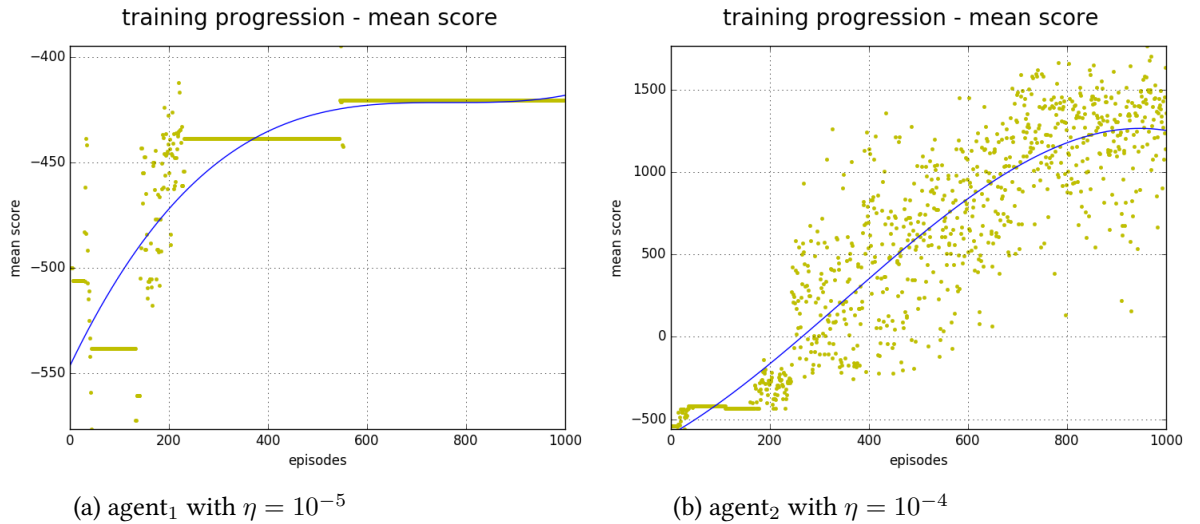 training progression - mean score
−400
−450
−500
−550
mean score
0 200 400 600 800 1000
episodes
(a) agent₁ with η = 10⁻⁵
training progression - mean score
1500
1000
500
0
−500
mean score
0 200 400 600 800 1000
episodes
(b) agent₂ with η = 10⁻⁴